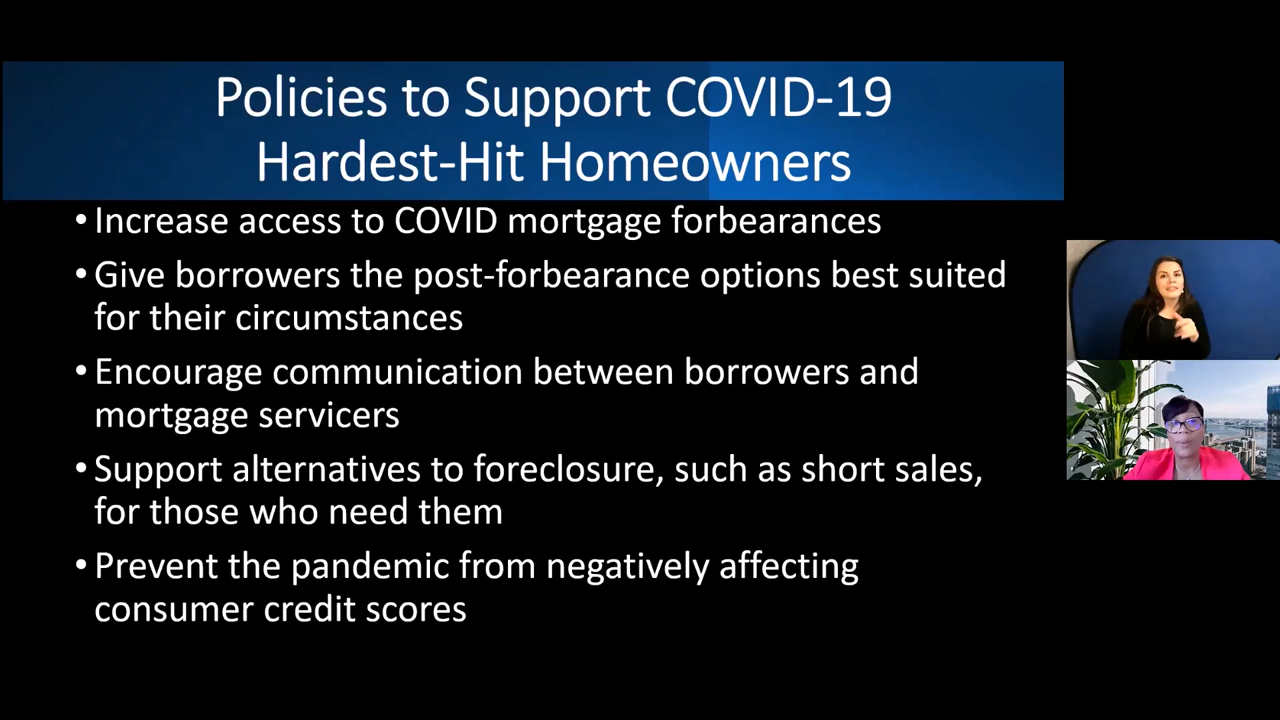 Policies to Support COVID-19
Hardest-Hit Homeowners
• Increase access to COVID mortgage forbearances
• Give borrowers the post-forbearance options best suited
for their circumstances
• Encourage communication between borrowers and
mortgage servicers
• Support alternatives to foreclosure, such as short sales,
for those who need them
• Prevent the pandemic from negatively affecting
consumer credit scores